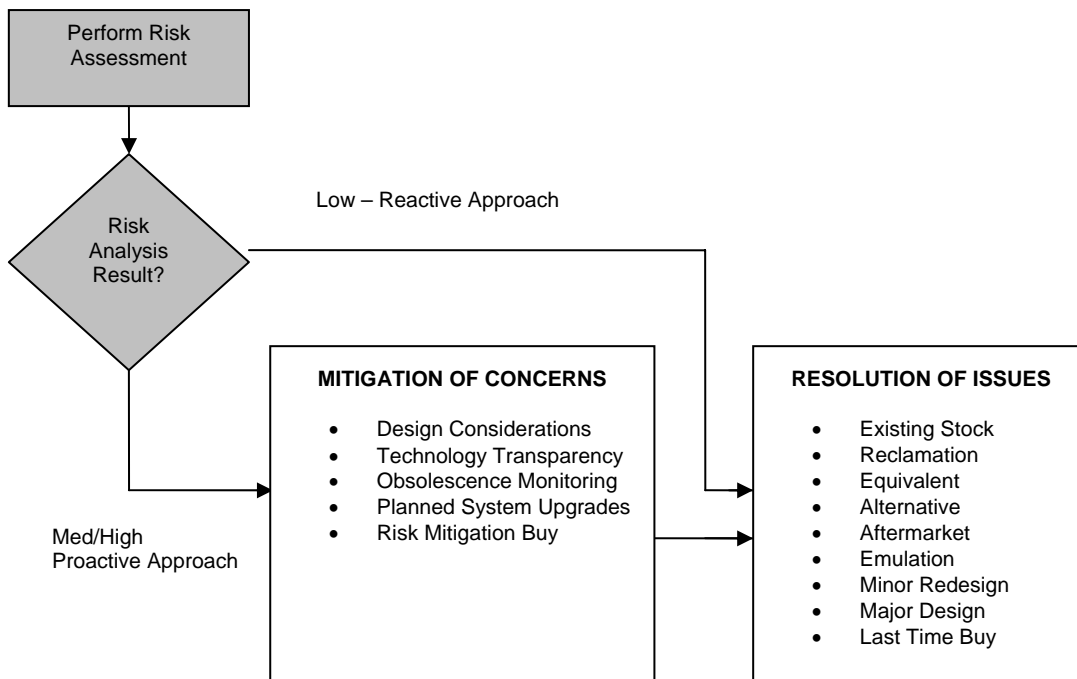 Perform Risk
Assessment
Low – Reactive Approach
Risk
Analysis
Result?
MITIGATION OF CONCERNS
• Design Considerations
• Technology Transparency
• Obsolescence Monitoring
• Planned System Upgrades
• Risk Mitigation Buy
RESOLUTION OF ISSUES
• Existing Stock
• Reclamation
• Equivalent
• Alternative
• Aftermarket
• Emulation
• Minor Redesign
• Major Design
• Last Time Buy
Med/High
Proactive Approach